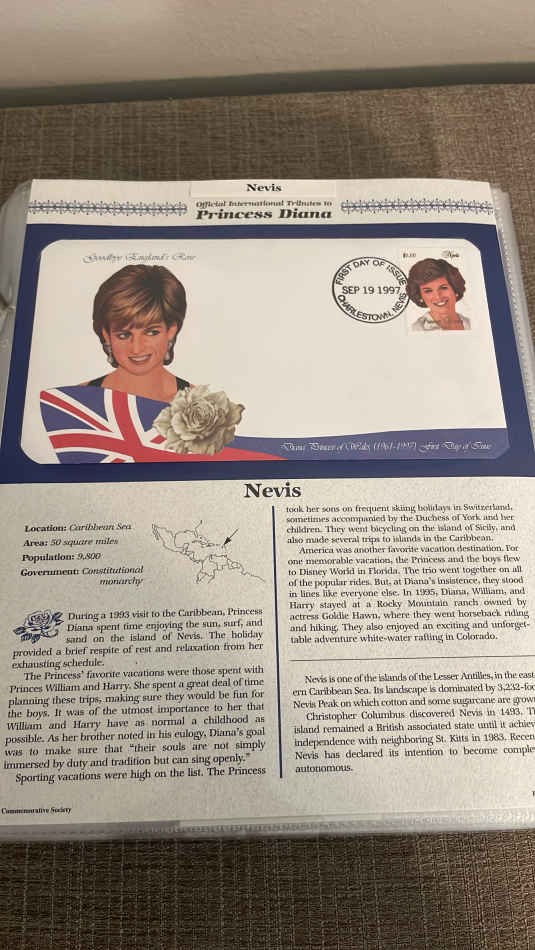 Nevis
Official International Tributes to
Princess Diana
Goodbye England's Rose
$1.60 Nevis
FIRST DAY OF ISSUE
SEP 19 1997
CHARLESTOWN, NEVIS
Diana Princess of Wales (1961-1997) First Day of Issue
Nevis
Location: Caribbean Sea
Area: 50 square miles
Population: 9,800
Government: Constitutional
monarchy
During a 1993 visit to the Caribbean, Princess
Diana spent time enjoying the sun, surf, and
sand on the island of Nevis. The holiday
provided a brief respite of rest and relaxation from her
exhausting schedule.
The Princess' favorite vacations were those spent with
Princes William and Harry. She spent a great deal of time
planning these trips, making sure they would be fun for
the boys. It was of the utmost importance to her that
William and Harry have as normal a childhood as
possible. As her brother noted in his eulogy, Diana's goal
was to make sure that "their souls are not simply
immersed by duty and tradition but can sing openly."
Sporting vacations were high on the list. The Princess
took her sons on frequent skiing holidays in Switzerland,
sometimes accompanied by the Duchess of York and her
children. They went bicycling on the island of Sicily, and
also made several trips to islands in the Caribbean.
America was another favorite vacation destination. For
one memorable vacation, the Princess and the boys flew
to Disney World in Florida. The trio went together on all
of the popular rides. But, at Diana's insistence, they stood
in lines like everyone else. In 1995, Diana, William, and
Harry stayed at a Rocky Mountain ranch owned by
actress Goldie Hawn, where they went horseback riding
and hiking. They also enjoyed an exciting and unforget-
table adventure white-water rafting in Colorado.
Nevis is one of the islands of the Lesser Antilles, in the east-
ern Caribbean Sea. Its landscape is dominated by 3,232-foo
Nevis Peak on which cotton and some sugarcane are grow
Christopher Columbus discovered Nevis in 1493. Th
island remained a British associated state until it achiev
independence with neighboring St. Kitts in 1983. Recen
Nevis has declared its intention to become comple
autonomous.
Commemorative Society